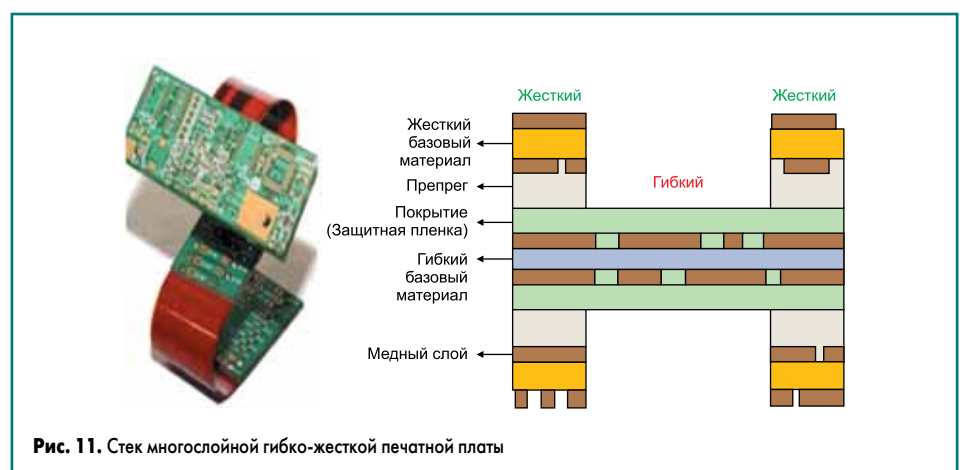 Жесткий
Жесткий
Жесткий
базовый
материал
Препрег
Гибкий
Покрытие
(Защитная пленка)
Гибкий
базовый
материал
Медный слой
Рис. 11. Стек многослойной гибко-жесткой печатной платы